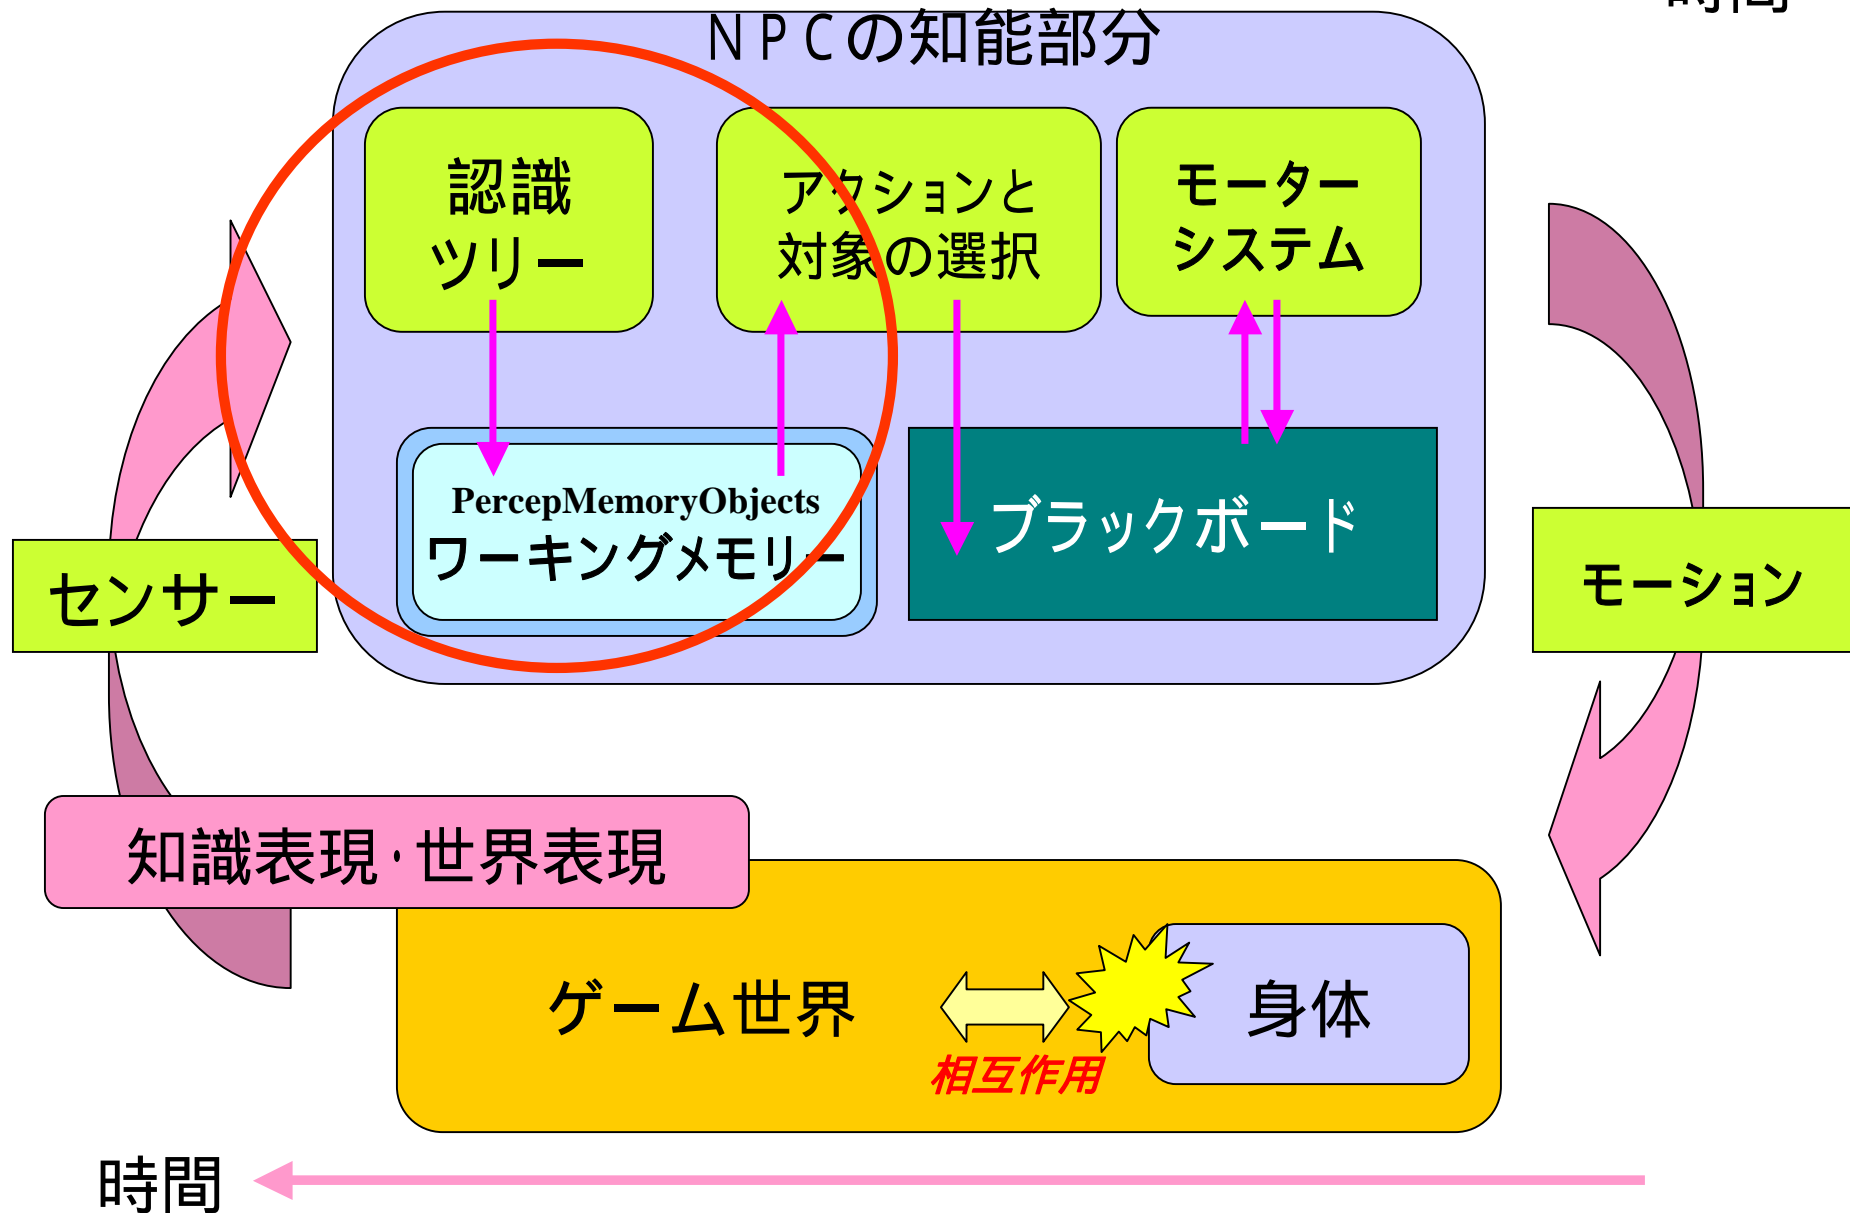 時間
NPCの知能部分
認識
ツリー
アクションと
対象の選択
モーター
システム
PercepMemoryObjects
ワーキングメモリー
ブラックボード
センサー
モーション
知識表現・世界表現
ゲーム世界
身体
相互作用
時間